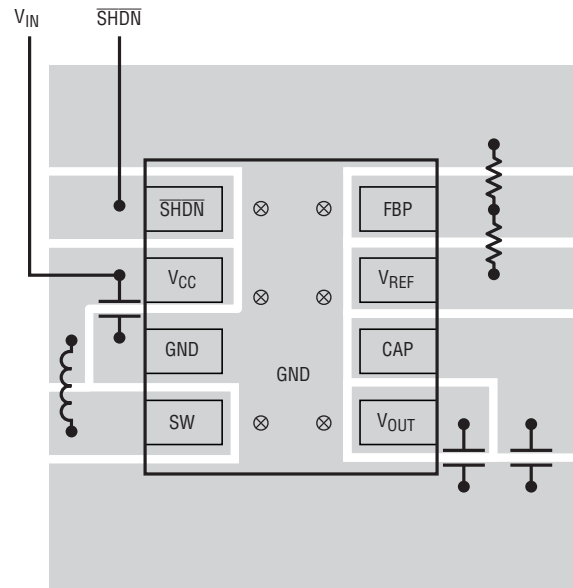 VIN SHDN
SHDN FBP
VCC VREF
GND CAP
GND
SW VOUT